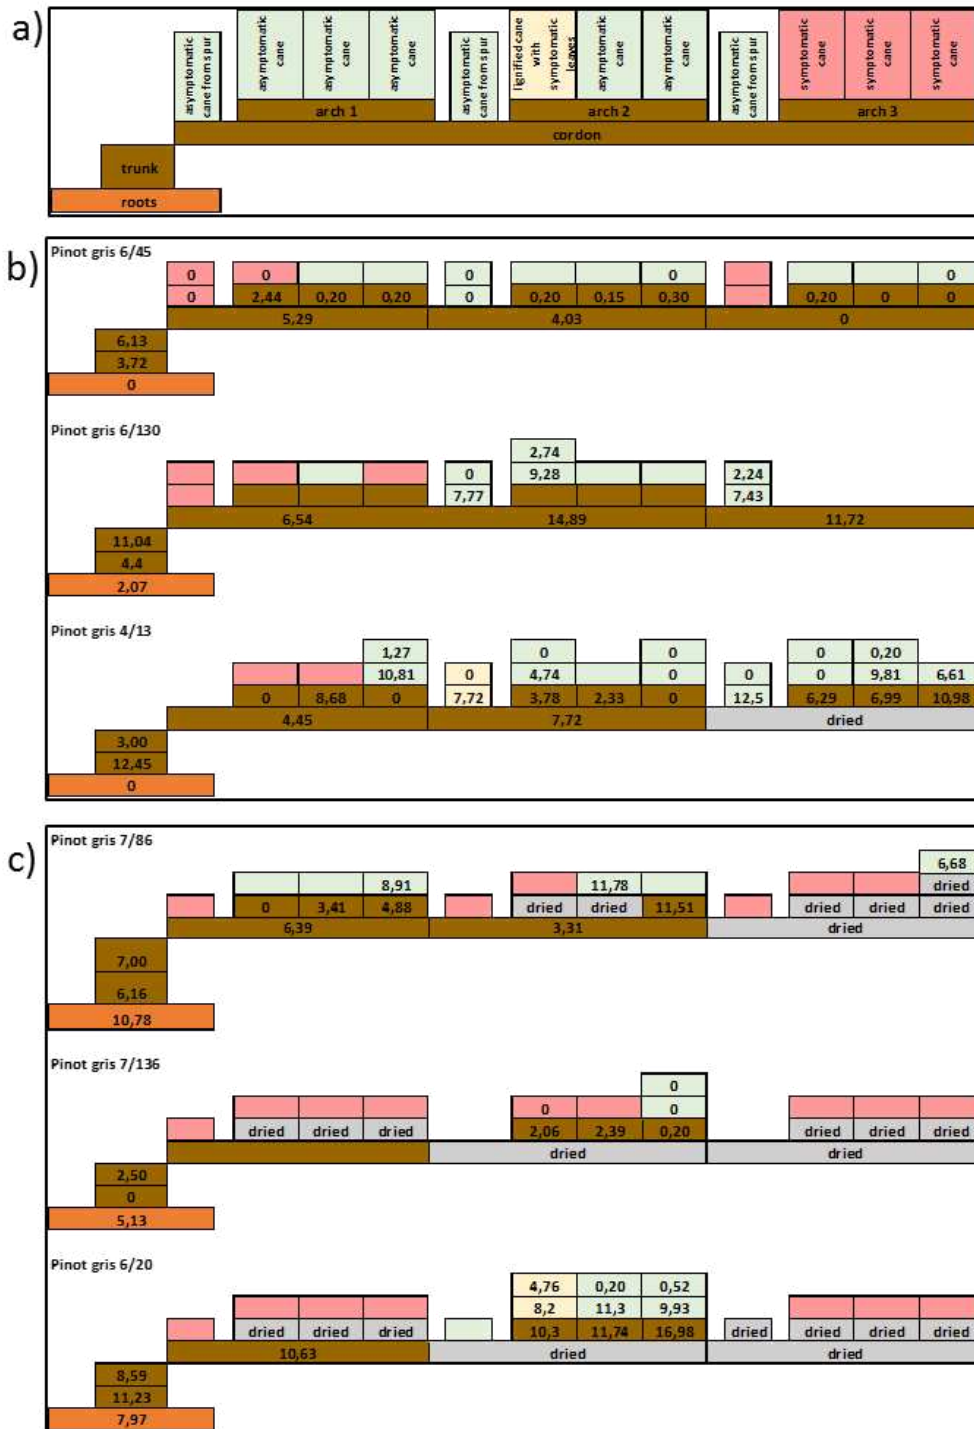 a)
asymptomatic cane from spur
asymptomatic cane
asymptomatic cane
asymptomatic cane
asymptomatic cane from spur
lignified cane with symptomatic leaves
asymptomatic cane
asymptomatic cane
asymptomatic cane from spur
symptomatic cane
symptomatic cane
symptomatic cane
arch 1 arch 2 arch 3
cordon
trunk
roots
b)
Pinot gris 6/45
0 0 0 0 0
0 2,44 0,20 0,20 0 0,20 0,15 0,30 0,20 0 0
5,29 4,03 0
6,13
3,72
0
Pinot gris 6/130
2,74
0 9,28 2,24
7,77 7,43
6,54 14,89 11,72
11,04
4,4
2,07
Pinot gris 4/13
1,27 0 0 0 0,20
10,81 0 4,74 0 0 0 9,81 6,61
0 8,68 0 7,72 3,78 2,33 0 12,5 6,29 6,99 10,98
4,45 7,72 dried
3,00
12,45
0
c)
Pinot gris 7/86
6,68
8,91 11,78 dried
0 3,41 4,88 dried dried 11,51 dried dried dried
6,39 3,31 dried
7,00
6,16
10,78
Pinot gris 7/136
0
0 0
dried dried dried 2,06 2,39 0,20 dried dried dried
dried dried
2,50
0
5,13
Pinot gris 6/20
4,76 0,20 0,52
8,2 11,3 9,93
dried dried dried 10,3 11,74 16,98 dried dried dried dried
10,63 dried dried
8,59
11,23
7,97